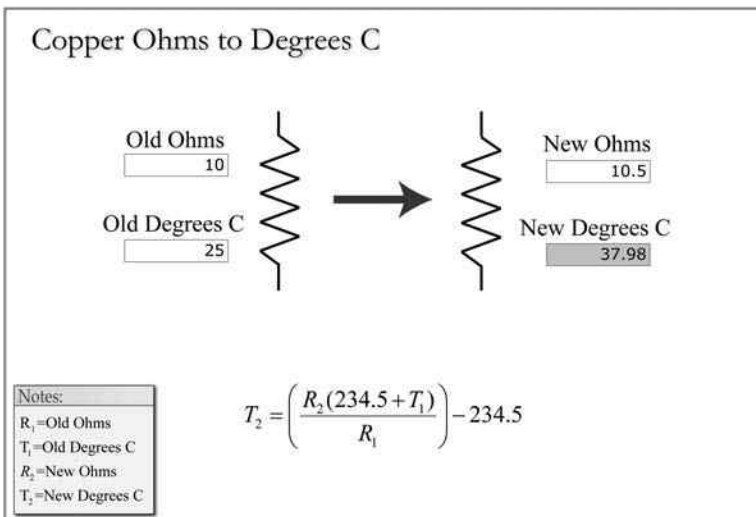 Copper Ohms to Degrees C
Old Ohms
10
Old Degrees C
25
New Ohms
10.5
New Degrees C
37.98
T₂ = (R₂(234.5 + T₁) / R₁) − 234.5
Notes:
R₁=Old Ohms
T₁=Old Degrees C
R₂=New Ohms
T₂=New Degrees C